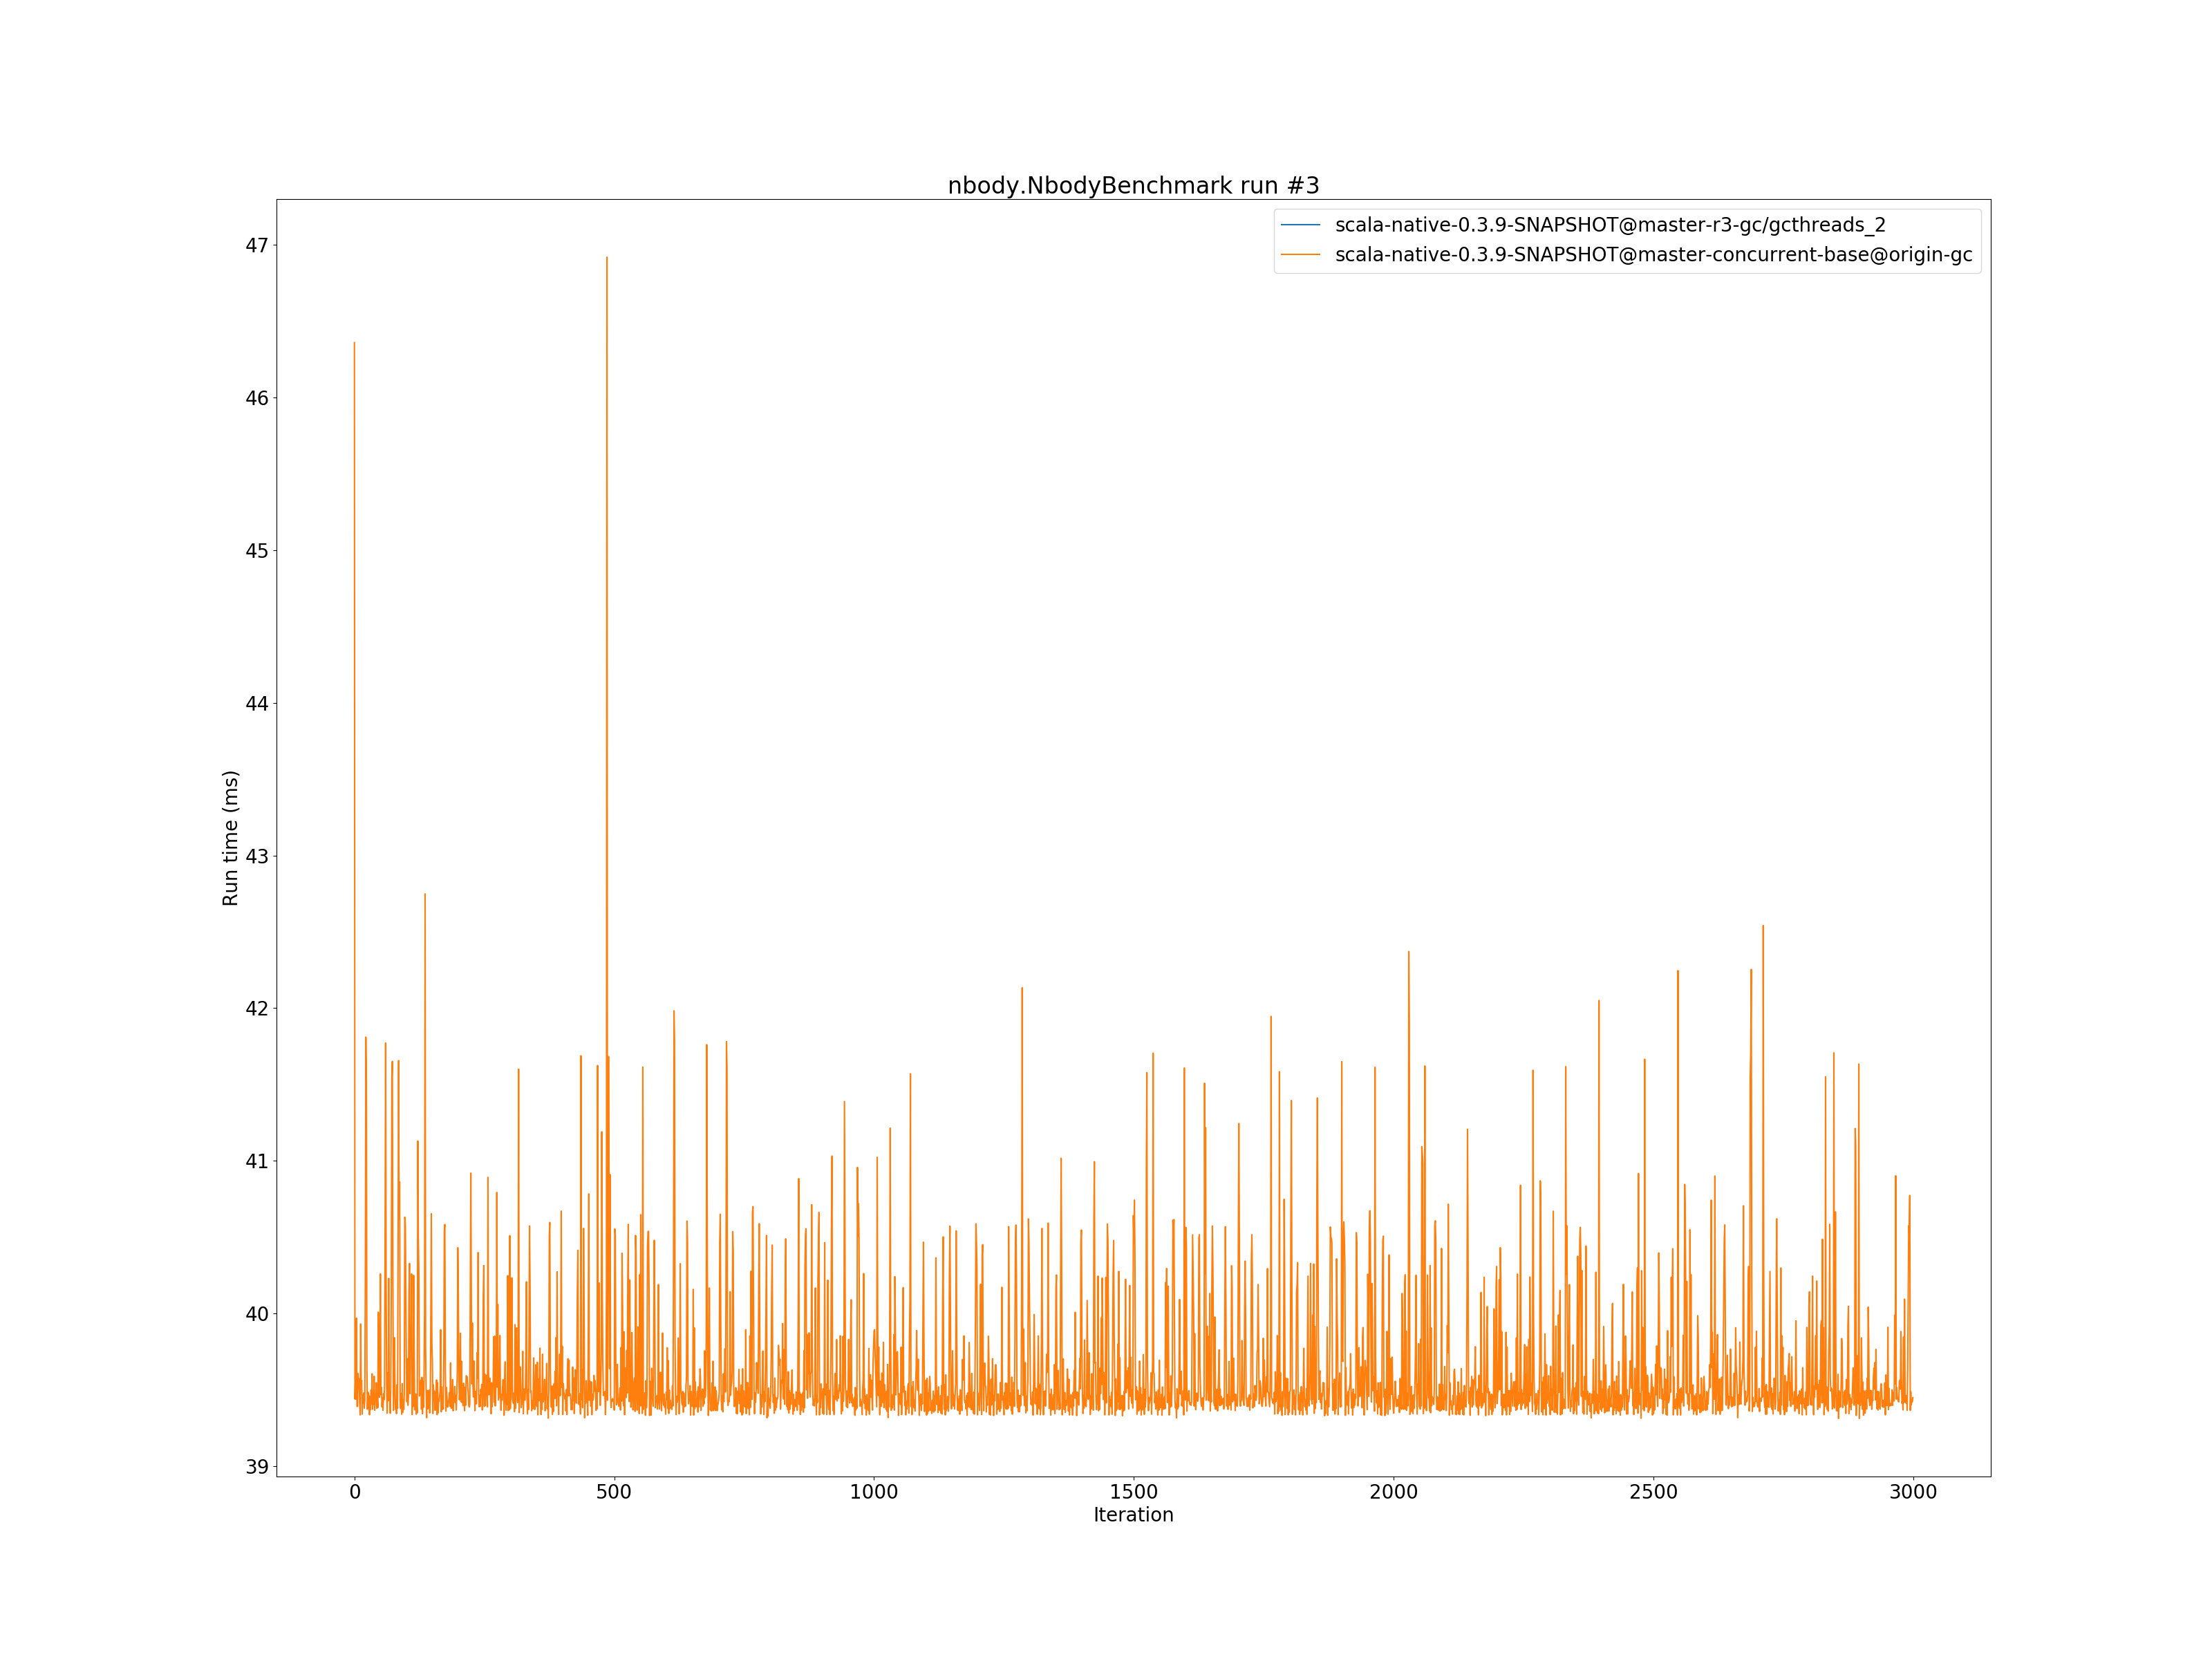 nbody.NbodyBenchmark run #3
scala-native-0.3.9-SNAPSHOT@master-r3-gc/gcthreads_2
scala-native-0.3.9-SNAPSHOT@master-concurrent-base@origin-gc
47
46
45
44
43
42
41
40
39
Run time (ms)
0 500 1000 1500 2000 2500 3000
Iteration